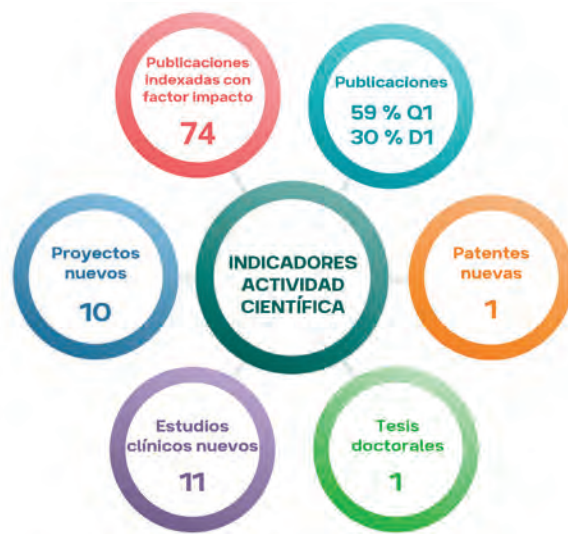 Publicaciones
indexadas con
factor impacto
74
Publicaciones
59 % Q1
30 % D1
Proyectos
nuevos
10
INDICADORES
ACTIVIDAD
CIENTÍFICA
Patentes
nuevas
1
Estudios
clínicos nuevos
11
Tesis
doctorales
1